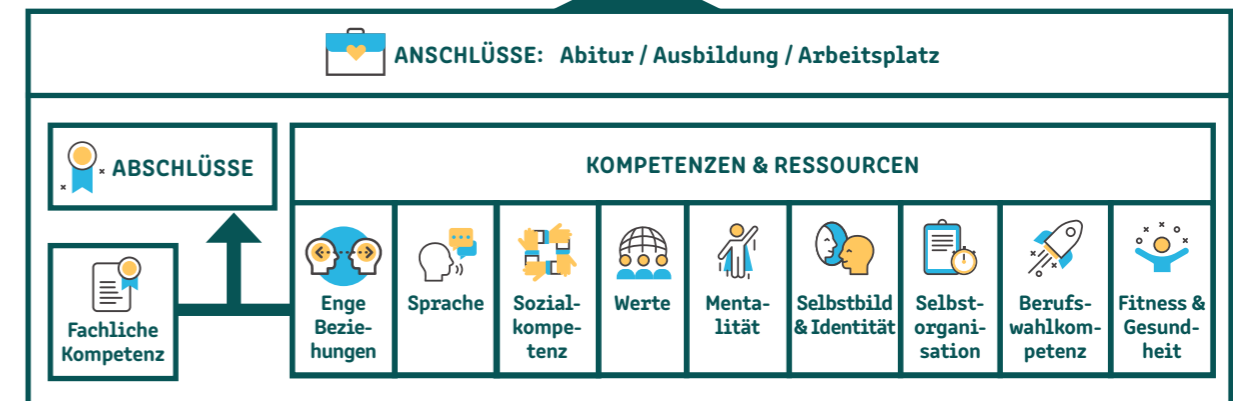 ANSCHLÜSSE: Abitur / Ausbildung / Arbeitsplatz
ABSCHLÜSSE
KOMPETENZEN & RESSOURCEN
Fachliche
Kompetenz
Enge
Bezie-
hungen
Sprache
Sozial-
kompe-
tenz
Werte
Menta-
lität
Selbstbild
& Identität
Selbst-
organi-
sation
Berufs-
wahlkom-
petenz
Fitness &
Gesund-
heit